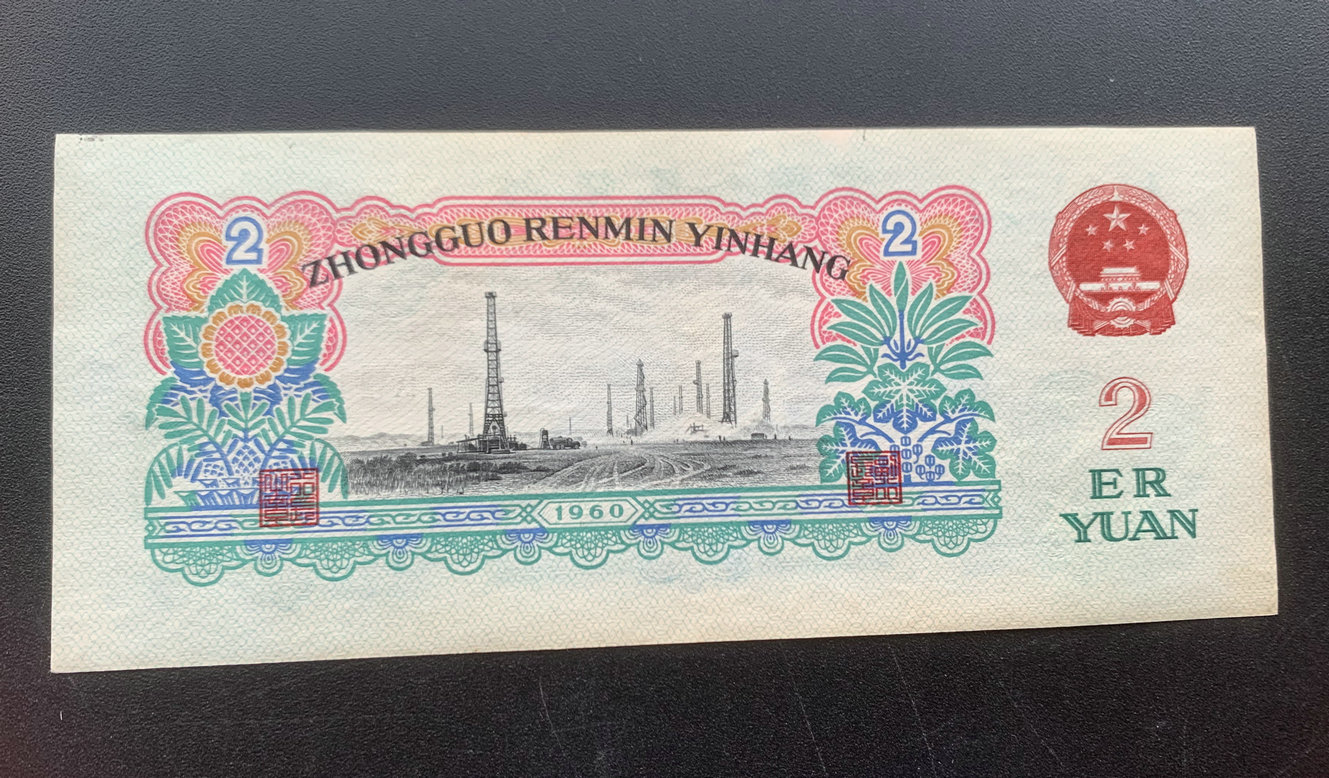 2
ZHONGGUO RENMIN YINHANG
2
1960
2
ER
YUAN